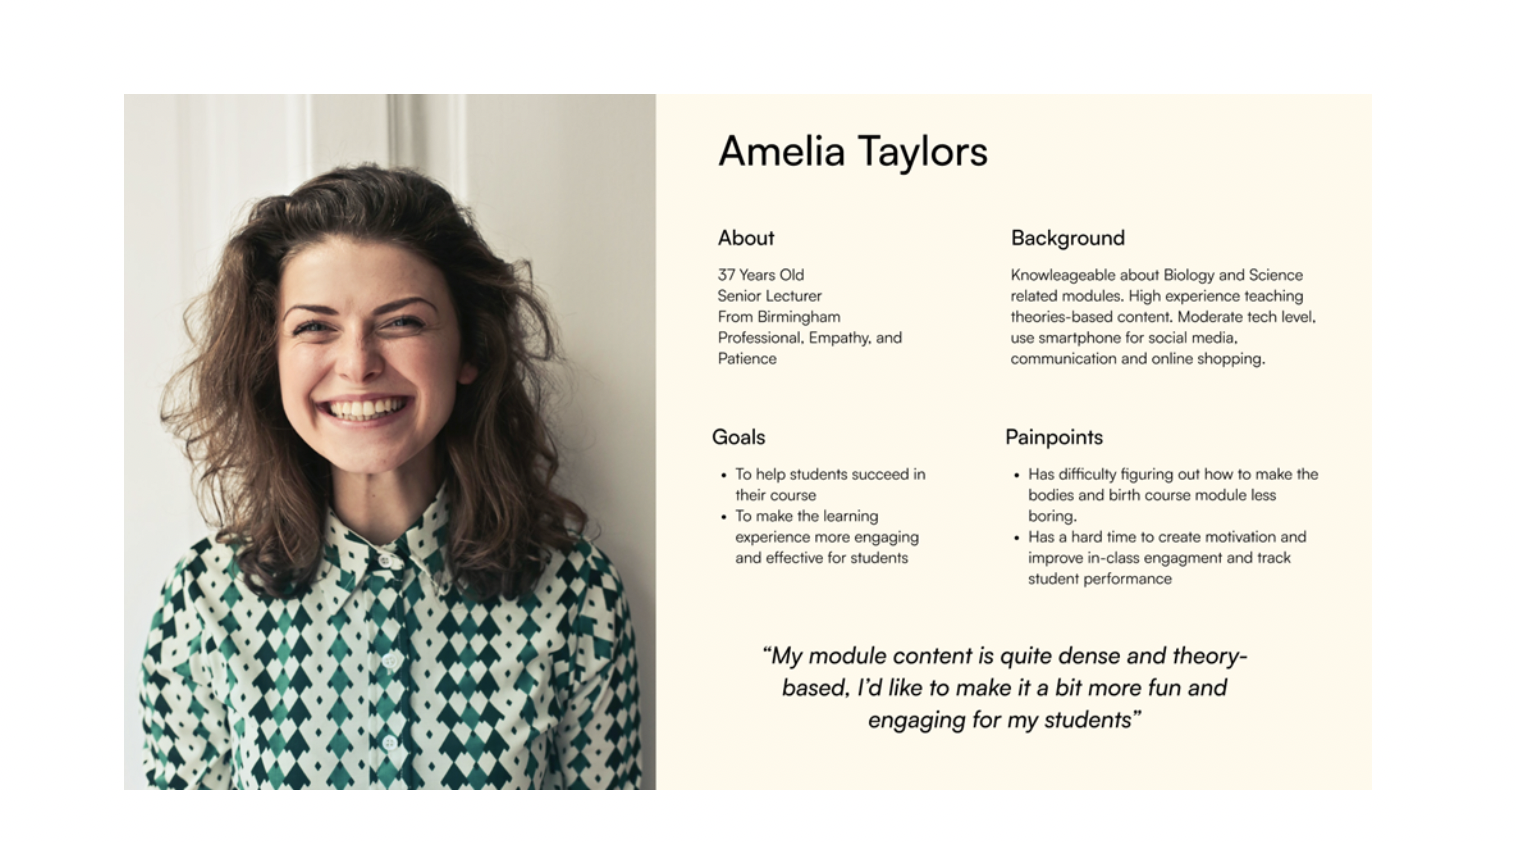 Amelia Taylors
About
37 Years Old
Senior Lecturer
From Birmingham
Professional, Empathy, and
Patience
Background
Knowleageable about Biology and Science
related modules. High experience teaching
theories-based content. Moderate tech level,
use smartphone for social media,
communication and online shopping.
Goals
• To help students succeed in
their course
• To make the learning
experience more engaging
and effective for students
Painpoints
• Has difficulty figuring out how to make the
bodies and birth course module less
boring.
• Has a hard time to create motivation and
improve in-class engagment and track
student performance
“My module content is quite dense and theory-
based, I’d like to make it a bit more fun and
engaging for my students”